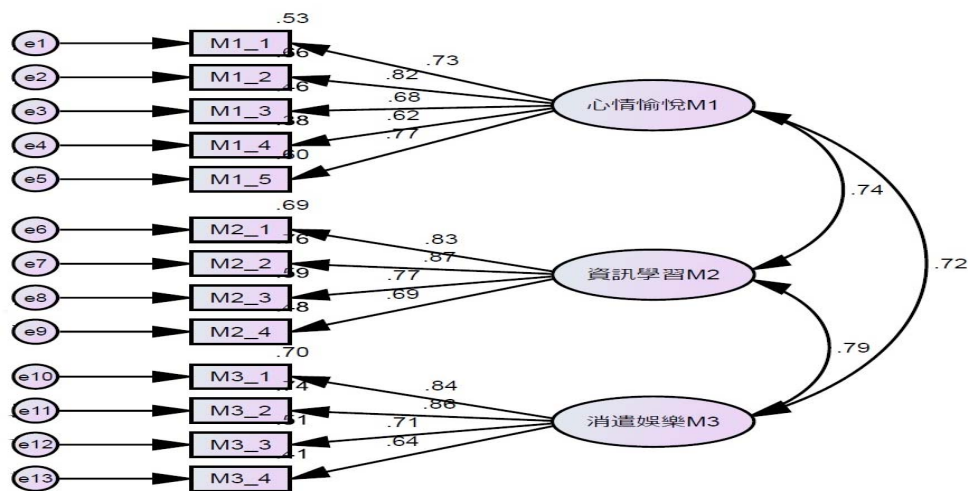 .53
e1 M1_1
.66 .73
e2 M1_2
.46 .82
e3 M1_3 .68 心情愉悅M1
.38 .62
e4 M1_4 .77
.60
e5 M1_5
.74
.69
e6 M2_1
.76 .83
e7 M2_2 .87
.59 .77 資訊學習M2 .72
e8 M2_3 .69
.48
e9 M2_4
.79
.70
e10 M3_1
.74 .84
e11 M3_2 .86
.51 .71 消遣娛樂M3
e12 M3_3 .64
.41
e13 M3_4